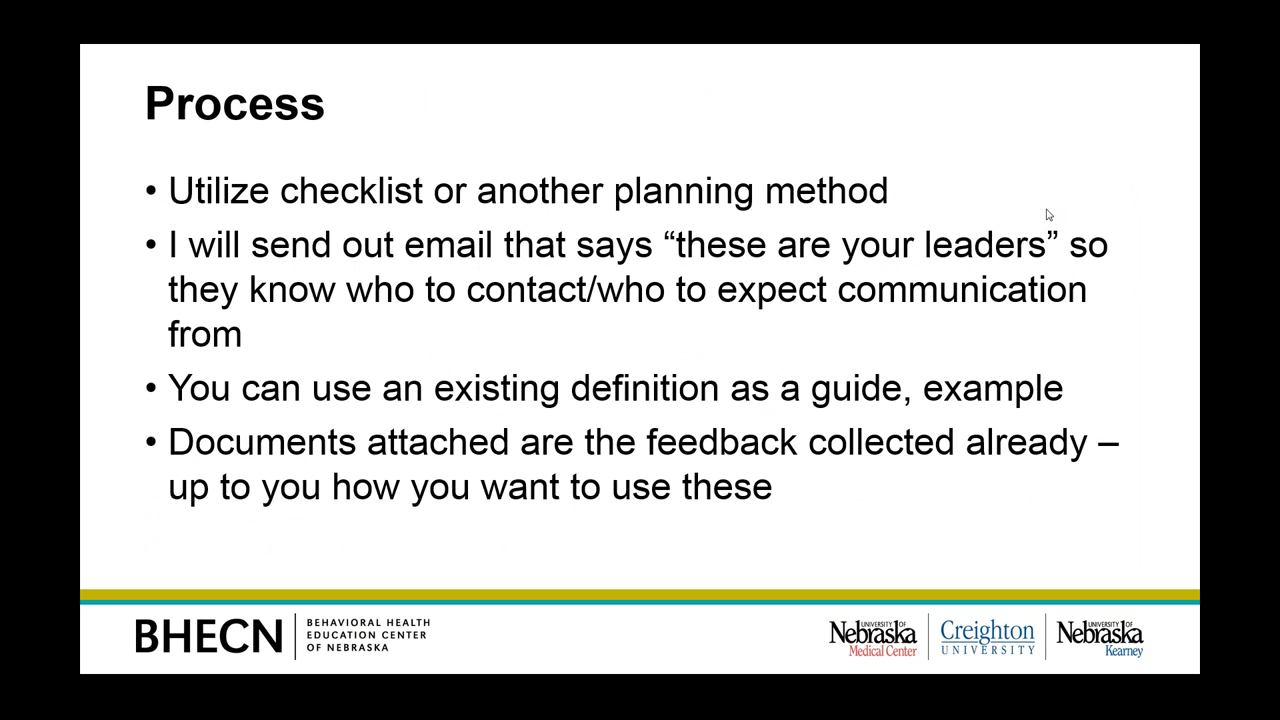 Process
• Utilize checklist or another planning method
• I will send out email that says “these are your leaders” so
they know who to contact/who to expect communication
from
• You can use an existing definition as a guide, example
• Documents attached are the feedback collected already –
up to you how you want to use these
BHECN
BEHAVIORAL HEALTH
EDUCATION CENTER
OF NEBRASKA
UNIVERSITY OF
Nebraska
Medical Center
Creighton
UNIVERSITY
UNIVERSITY OF
Nebraska
Kearney